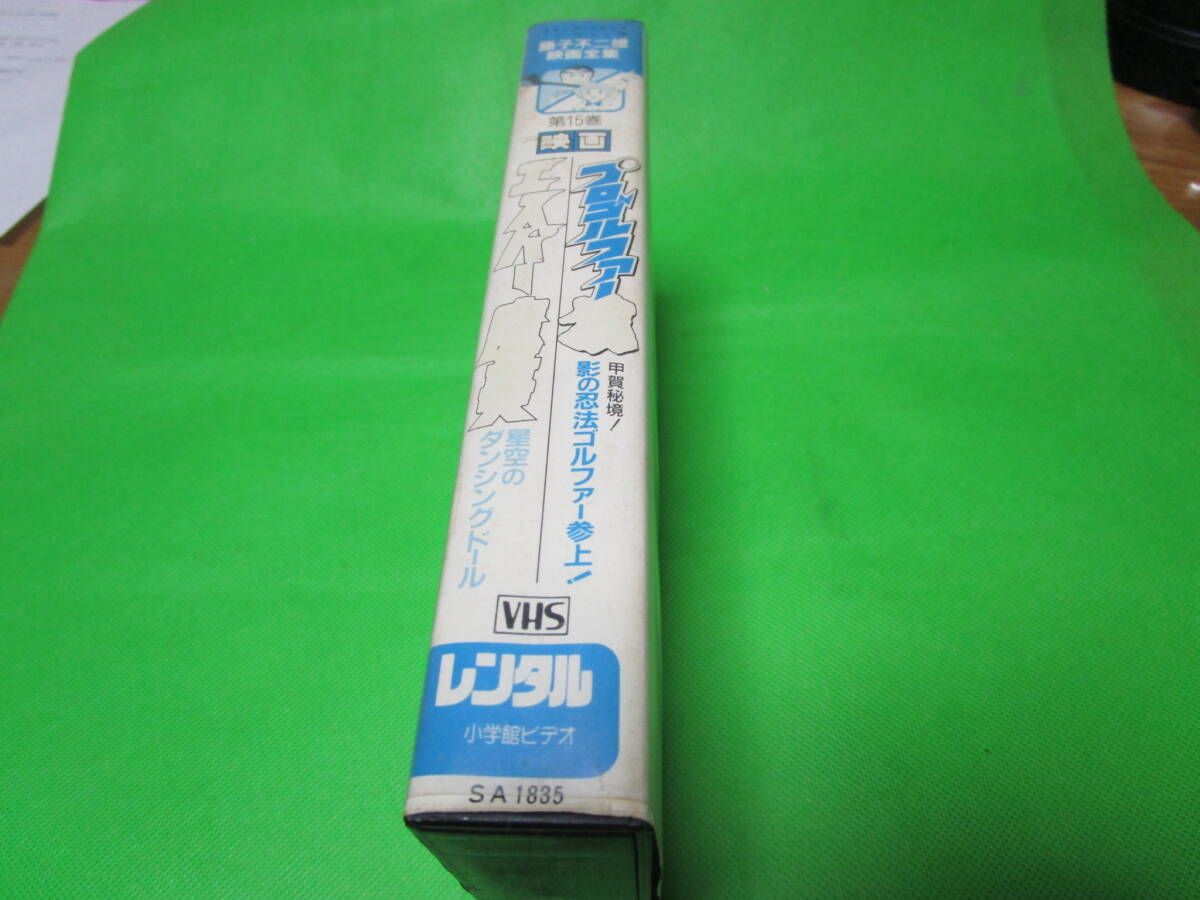 藤子不二雄
映画全集
第15巻
映画
プロゴルファー猿
甲賀秘境!
影の忍法ゴルファー参上!
エスパー魔美
星空の
ダンシングドール
VHS
レンタル
小学館ビデオ
SA1835